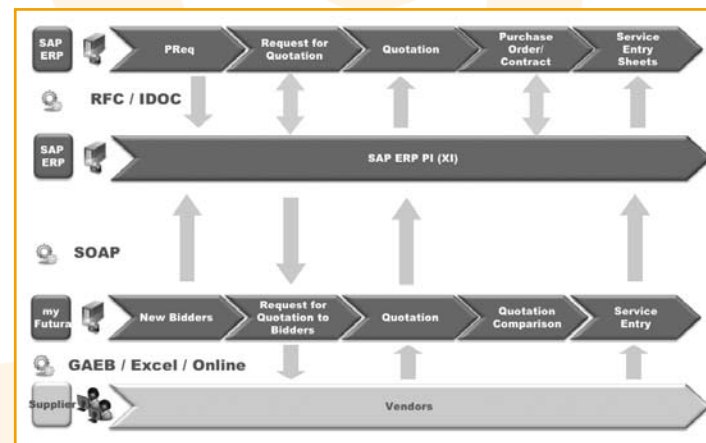 SAP
ERP
PReq
Request for
Quotation
Quotation
Purchase
Order/
Contract
Service
Entry
Sheets
RFC / IDOC
SAP
ERP
SAP ERP PI (XI)
SOAP
my
Futura
New Bidders
Request for
Quotation to
Bidders
Quotation
Quotation
Comparison
Service
Entry
GAEB / Excel / Online
Supplier
Vendors